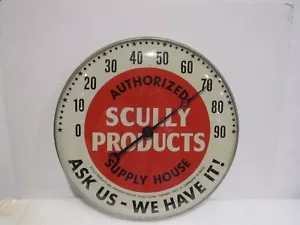 0 10 20 30 40 50 60 70 80 90
AUTHORIZED
SCULLY
PRODUCTS
SUPPLY HOUSE
ASK US - WE HAVE IT!